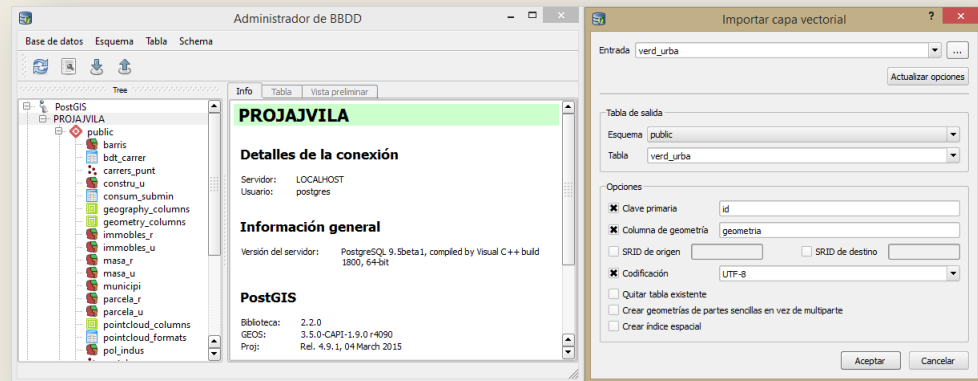 Administrador de BBDD
Base de datos Esquema Tabla Schema
Tree
PostGIS
PROJAJVILA
public
barris
bdt_carrer
carrers_punt
constru_u
consum_submin
geography_columns
geometry_columns
immobles_r
immobles_u
masa_r
masa_u
municipi
parcela_r
parcela_u
pointcloud_columns
pointcloud_formats
pol_indus
Info Tabla Vista preliminar
PROJAJVILA
Detalles de la conexión
Servidor: LOCALHOST
Usuario: postgres
Información general
Versión del servidor: PostgreSQL 9.5beta1, compiled by Visual C++ build
1800, 64-bit
PostGIS
Biblioteca: 2.2.0
GEOS: 3.5.0-CAPI-1.9.0 r4090
Proj: Rel. 4.9.1, 04 March 2015
Importar capa vectorial
Entrada verd_urba ...
Actualizar opciones
Tabla de salida
Esquema public
Tabla verd_urba
Opciones
Clave primaria id
Columna de geometría geometria
SRID de origen SRID de destino
Codificación UTF-8
Quitar tabla existente
Crear geometrías de partes sencillas en vez de multiparte
Crear índice espacial
Aceptar Cancelar